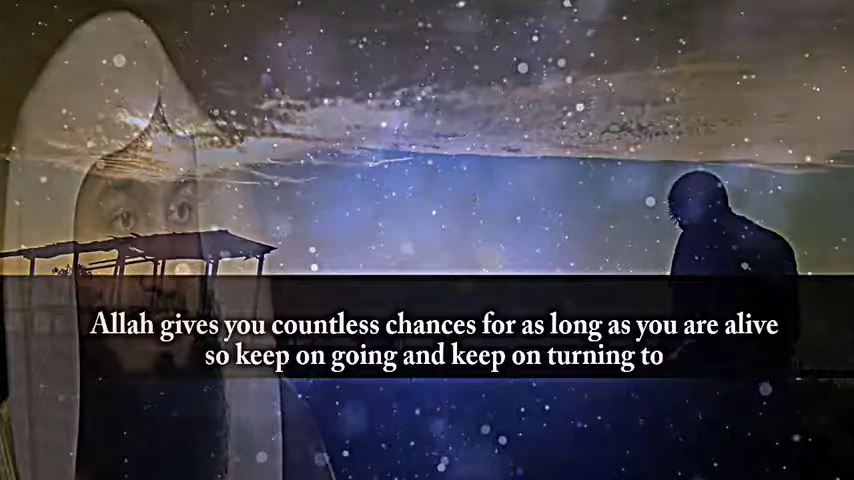 Allah gives you countless chances for as long as you are alive
so keep on going and keep on turning to